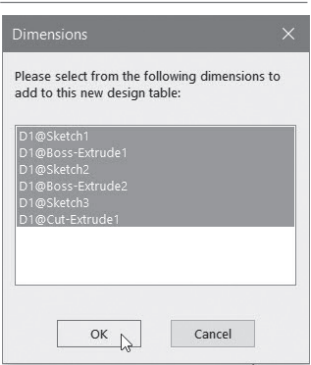 Dimensions
Please select from the following dimensions to
add to this new design table:
D1@Sketch1
D1@Boss-Extrude1
D1@Sketch2
D1@Boss-Extrude2
D1@Sketch3
D1@Cut-Extrude1
OK Cancel